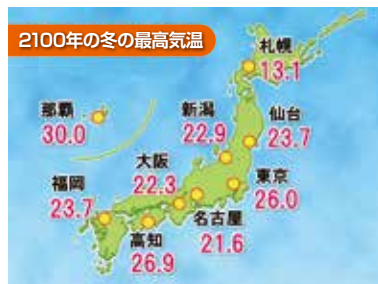 2100年の冬の最高気温
札幌
13.1
那覇
30.0
新潟
22.9
仙台
23.7
大阪
22.3
福岡
23.7
東京
26.0
名古屋
21.6
高知
26.9